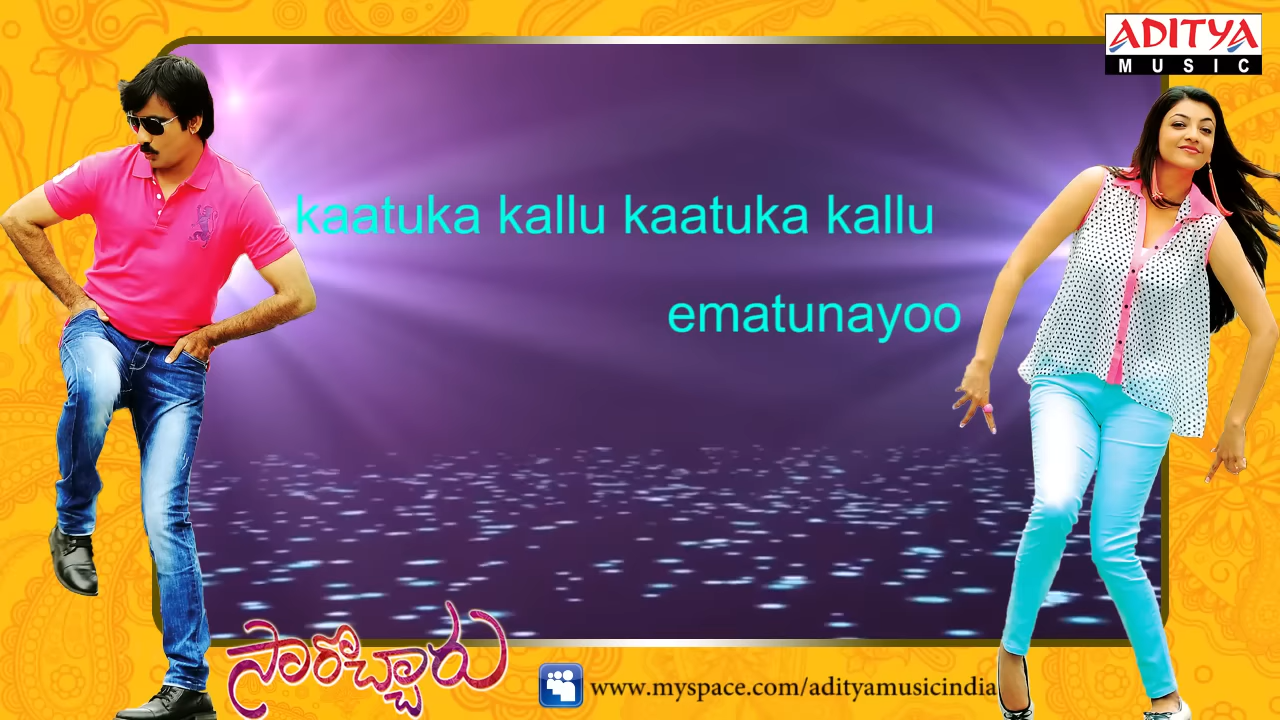 ADITYA
MUSIC
kaatuka kallu kaatuka kallu
ematunayoo
సారొచ్చారు
www.myspace.com/adityamusicindia